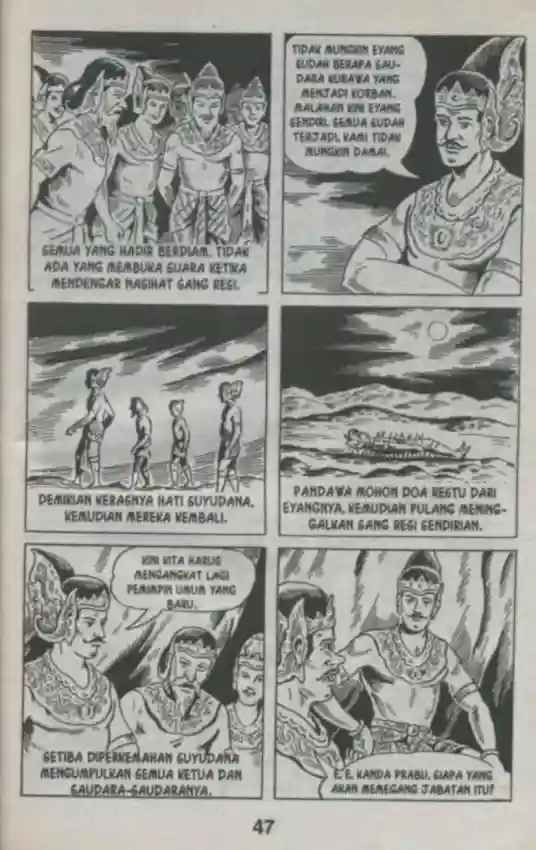 SEMUA YANG HADIR BERDIAM. TIDAK
ADA YANG MEMBUKA SUARA KETIKA
MENDENGAR NASIHAT SANG RESI.
TIDAK MUNGKIN EYANG
SUDAH BERAPA SAU-
DARA KURAWA YANG
MENJADI KORBAN.
MALAHAN KINI EYANG
SENDIRI. SEMUA SUDAH
TERJADI, KAMI TIDAK
MUNGKIN DAMAI.
DEMIKIAN KERASNYA HATI SUYUDANA.
KEMUDIAN MEREKA KEMBALI.
PANDAWA MOHON DOA RESTU DARI
EYANGNYA, KEMUDIAN PULANG MENING-
GALKAN SANG RESI SENDIRIAN.
KINI KITA HARUS
MENGANGKAT LAGI
PEMIMPIN UMUM YANG
BARU.
SETIBA DIPERKEMAHAN SUYUDANA
MENGUMPULKAN SEMUA KETUA DAN
SAUDARA-SAUDARANYA.
E. E. KANDA PRABU, SIAPA YANG
AKAN MEMEGANG JABATAN ITU?
47